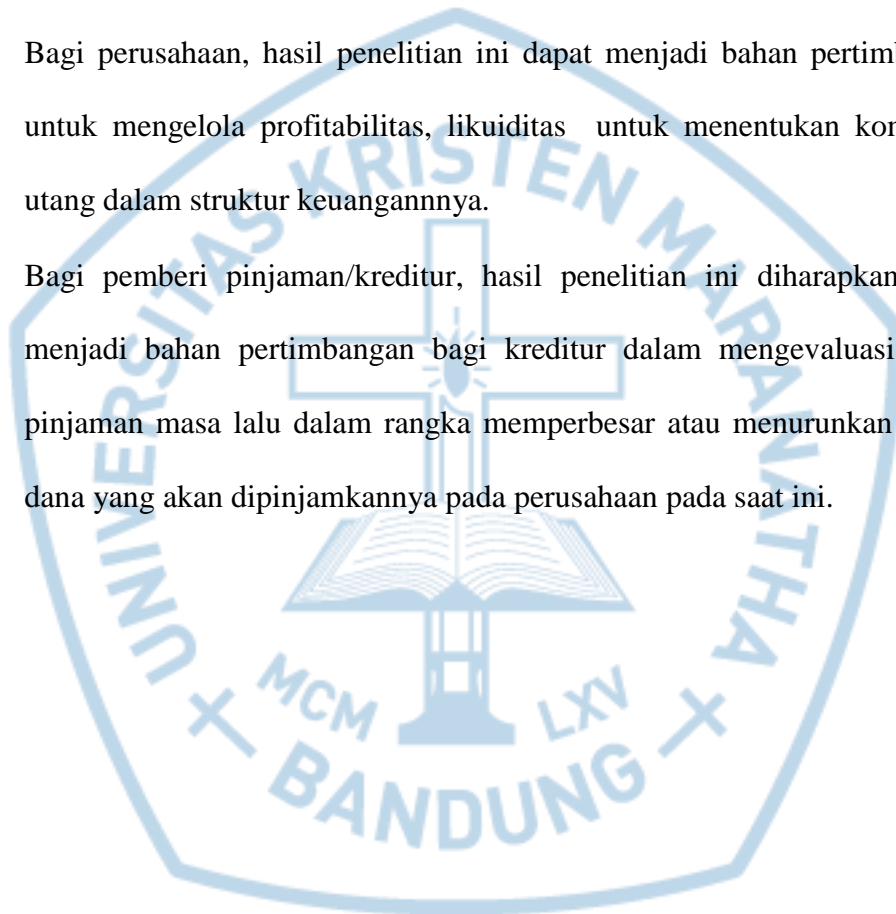 Bagi perusahaan, hasil penelitian ini dapat menjadi bahan
untuk mengelola profitabilitas, likuiditas untuk menentukan
utang dalam struktur keuangannnya.
Bagi pemberi pinjaman/kreditur, hasil penelitian ini diharapkan
menjadi bahan pertimbangan bagi kreditur dalam mengevaluasi
pinjaman masa lalu dalam rangka memperbesar atau menurunkan
dana yang akan dipinjamkannya pada perusahaan pada saat ini.
UNIVERSITAS KRISTEN MARANATHA
MCM LXV
BANDUNG